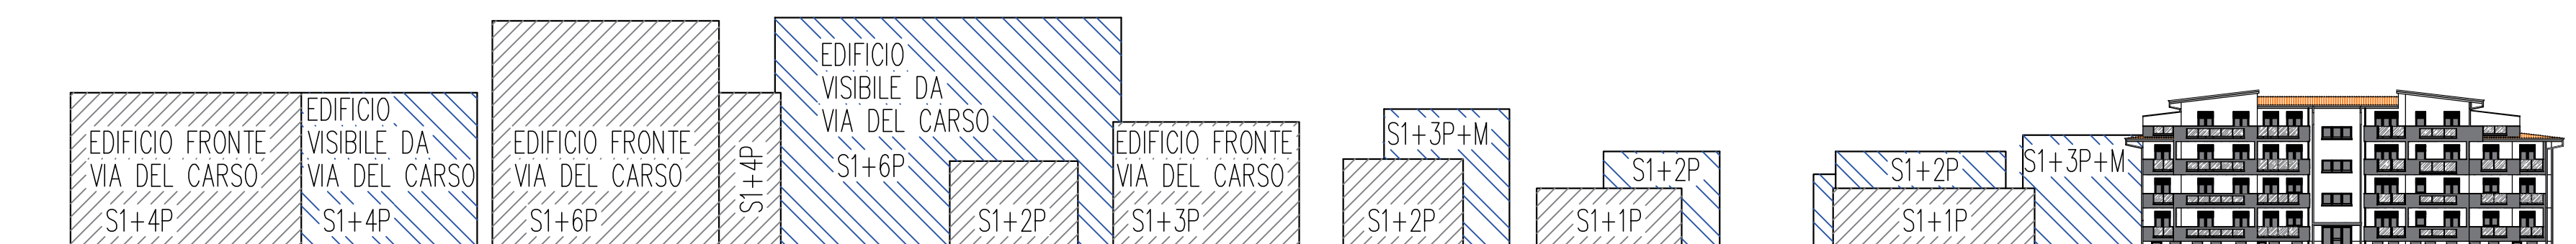 EDIFICIO FRONTE
VIA DEL CARSO
S1+4P
EDIFICIO
VISIBILE DA
VIA DEL CARSO
S1+4P
EDIFICIO FRONTE
VIA DEL CARSO
S1+6P
S1+4P
EDIFICIO
VISIBILE DA
VIA DEL CARSO
S1+6P
S1+2P
EDIFICIO FRONTE
VIA DEL CARSO
S1+3P
S1+3P+M
S1+2P
S1+2P
S1+1P
S1+2P
S1+1P
S1+3P+M